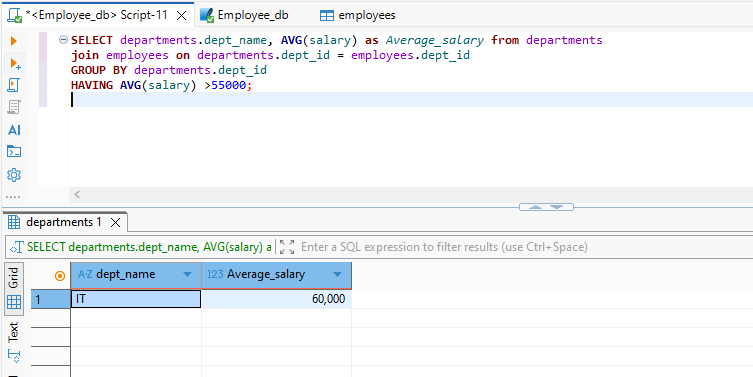 *<Employee_db> Script-11
Employee_db
employees
SELECT departments.dept_name, AVG(salary) as Average_salary from departments
join employees on departments.dept_id = employees.dept_id
GROUP BY departments.dept_id
HAVING AVG(salary) >55000;
AI
departments 1
SELECT departments.dept_name, AVG(salary) a
Enter a SQL expression to filter results (use Ctrl+Space)
Grid
Text
A-Z dept_name
123 Average_salary
1
IT
60,000